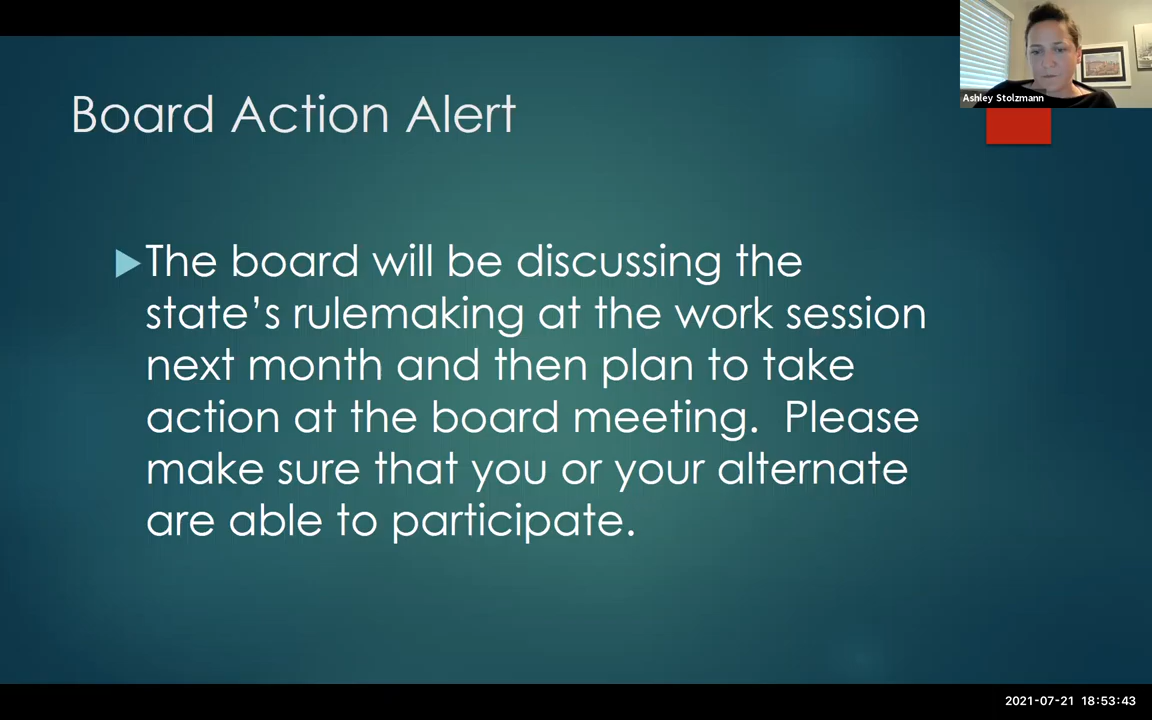 Ashley Stolzmann
Board Action Alert
The board will be discussing the
state’s rulemaking at the work session
next month and then plan to take
action at the board meeting.  Please
make sure that you or your alternate
are able to participate.
2021-07-21 18:53:43